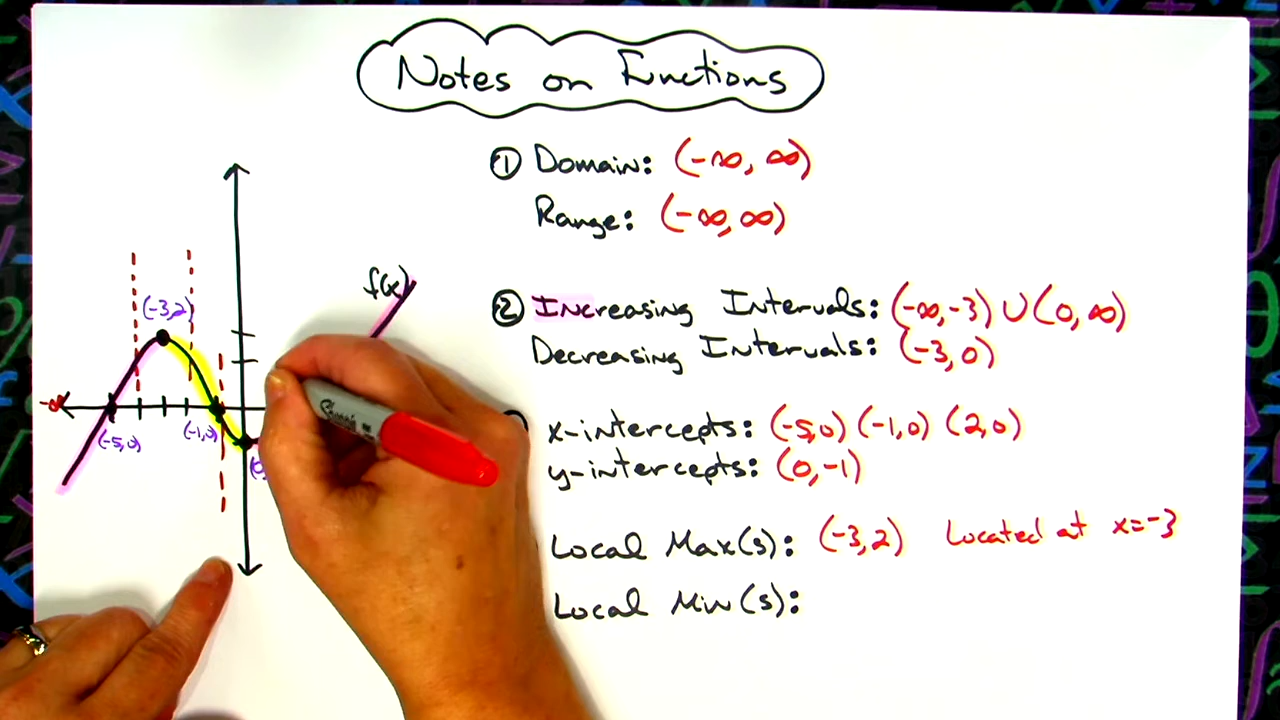 Notes on Functions
① Domain: (-∞, ∞)
Range: (-∞, ∞)
② Increasing Intervals: (-∞, -3) ∪ (0, ∞)
Decreasing Intervals: (-3, 0)
x-intercepts: (-5,0) (-1,0) (2,0)
y-intercepts: (0, -1)
Local Max(s): (-3, 2) Located at x=-3
Local Min(s):
f(x)
(-3,2)
-∞
(-5,0)
(-1,0)
(0,